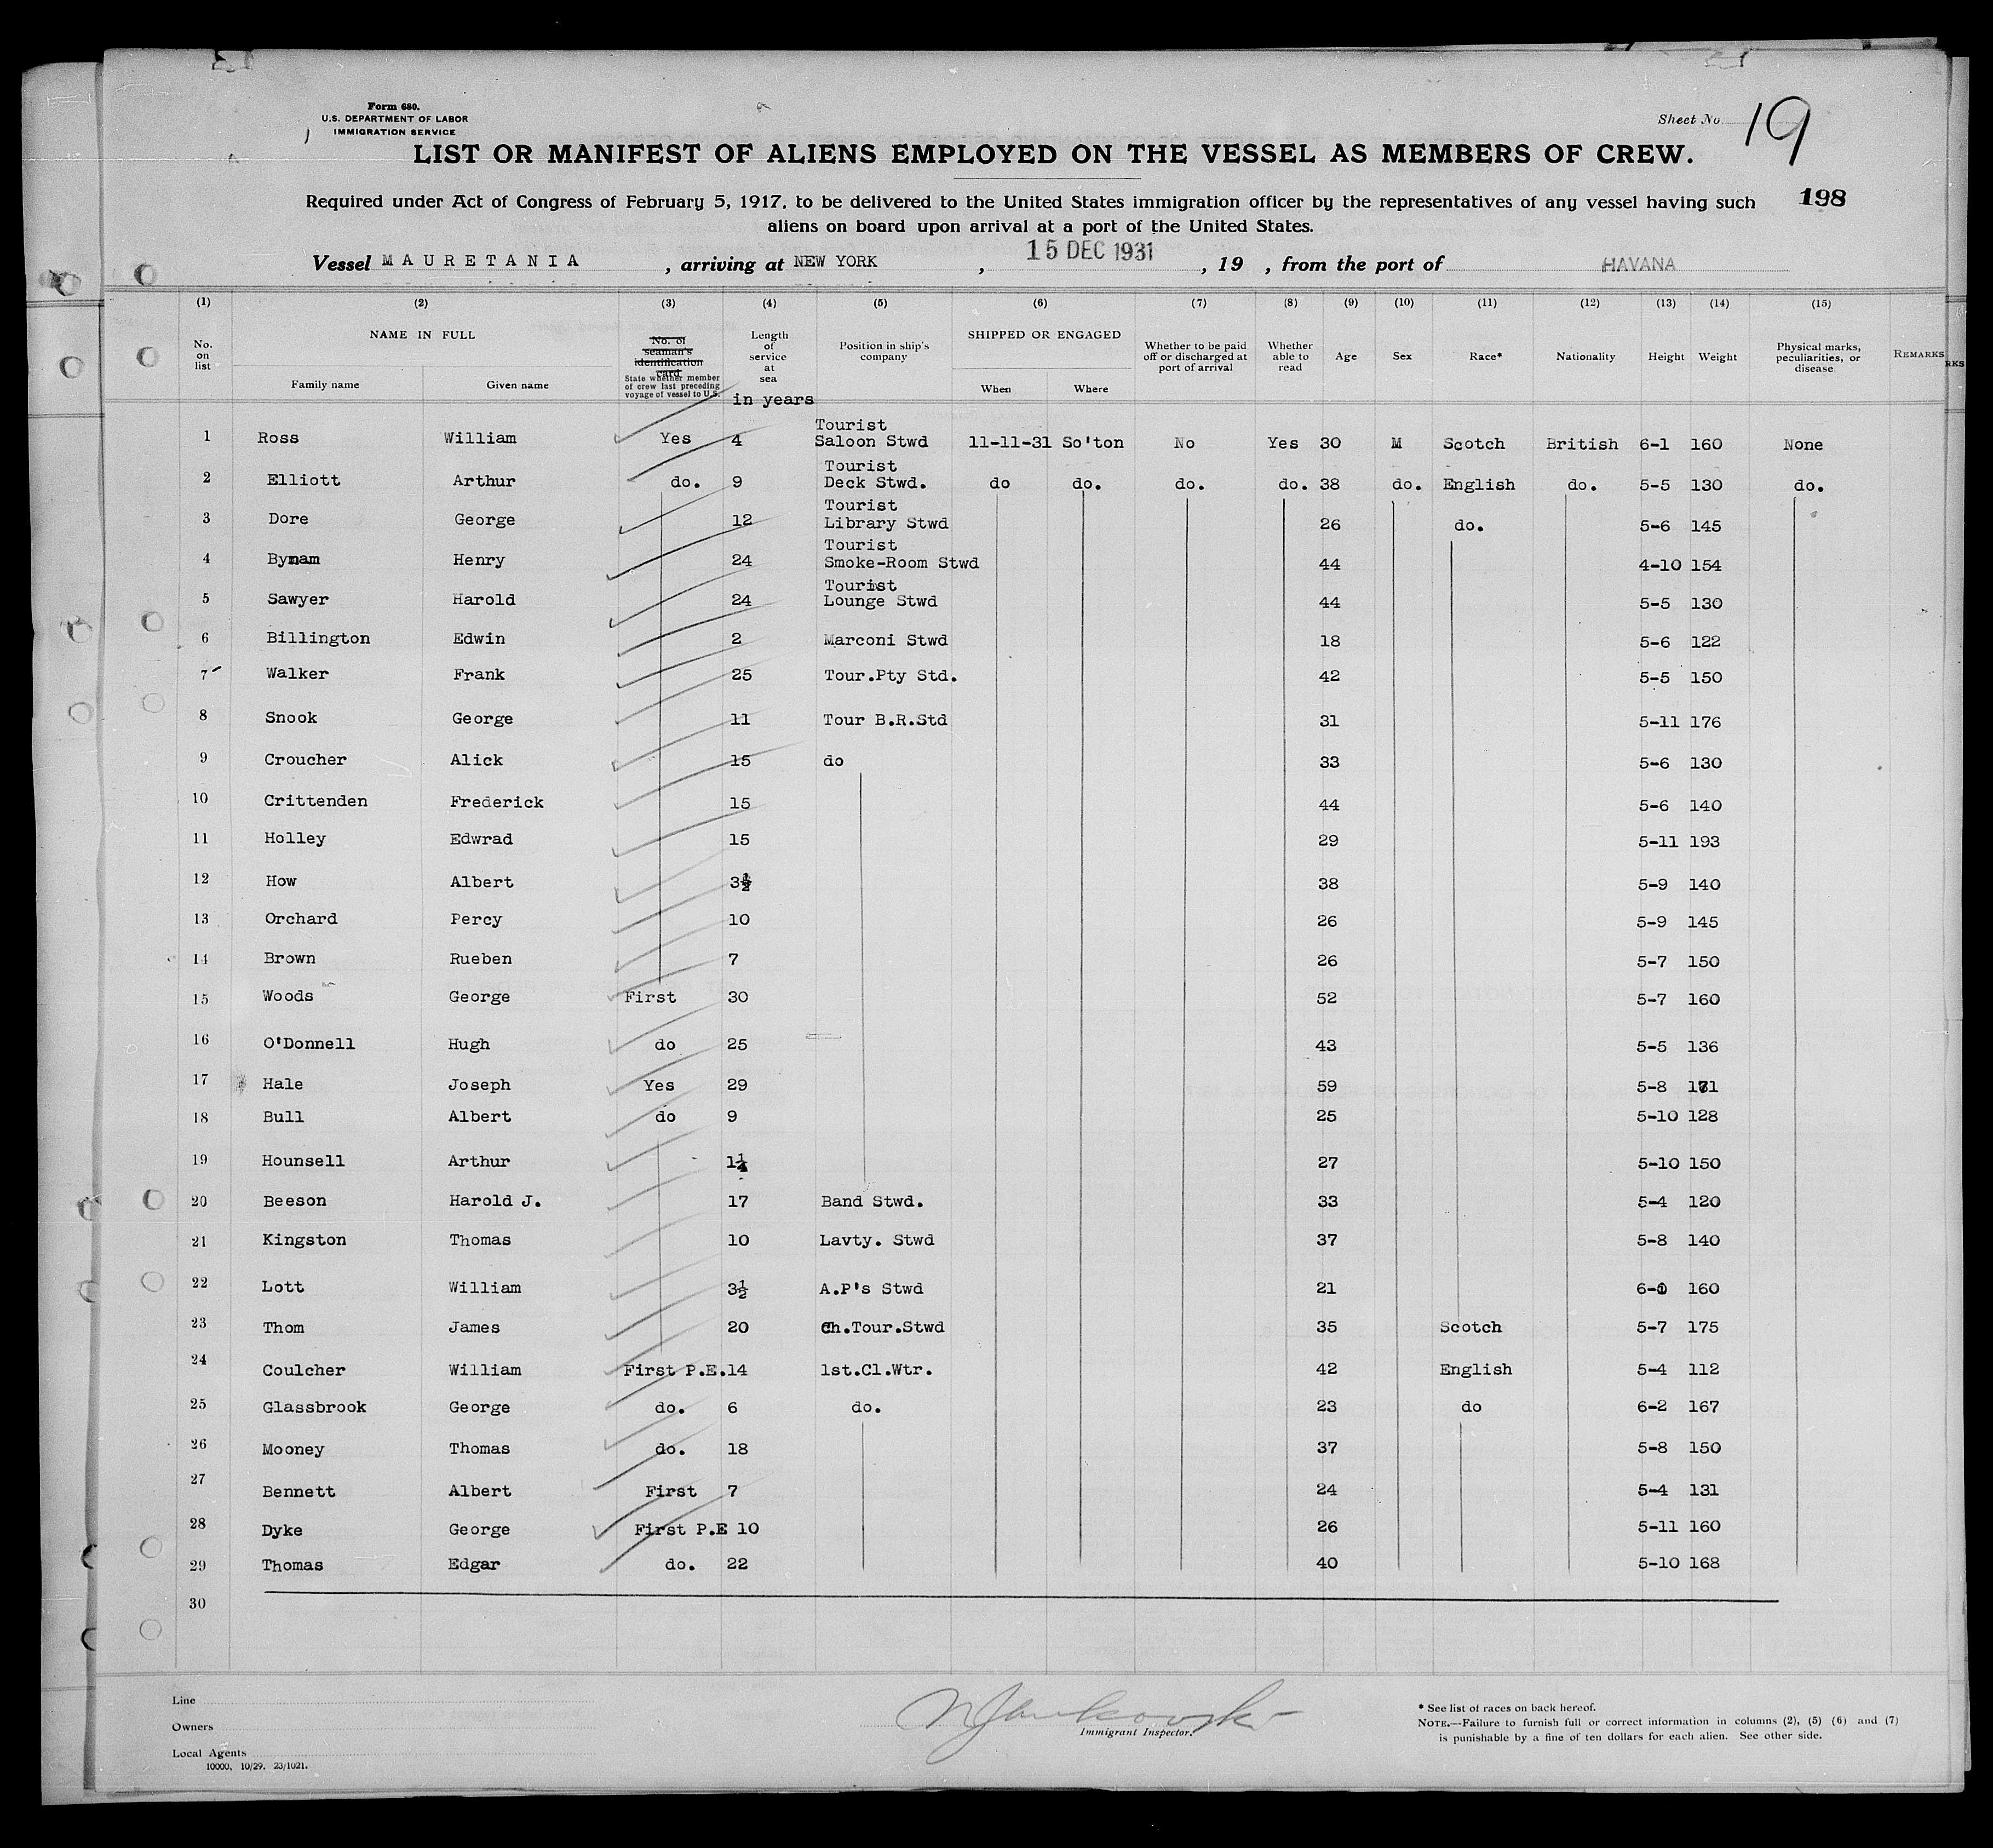 Form 680.
U.S. DEPARTMENT OF LABOR
IMMIGRATION SERVICE
Sheet No. 19
LIST OR MANIFEST OF ALIENS EMPLOYED ON THE VESSEL AS MEMBERS OF CREW.
198
Required under Act of Congress of February 5, 1917, to be delivered to the United States immigration officer by the representatives of any vessel having such
aliens on board upon arrival at a port of the United States.
Vessel MAURETANIA , arriving at NEW YORK , 15 DEC 1931 , 19 , from the port of HAVANA
(1) (2) (3) (4) (5) (6) (7) (8) (9) (10) (11) (12) (13) (14) (15)
No. on list
NAME IN FULL
Family name Given name
No. of seaman's identification card
State whether member of crew last preceding voyage of vessel to U.S.
Length of service at sea
in years
Position in ship's company
SHIPPED OR ENGAGED
When Where
Whether to be paid off or discharged at port of arrival
Whether able to read
Age Sex Race* Nationality Height Weight
Physical marks, peculiarities, or disease
REMARKS
RKS
1 Ross William Yes 4 Tourist Saloon Stwd 11-11-31 So'ton No Yes 30 M Scotch British 6-1 160 None
2 Elliott Arthur do. 9 Tourist Deck Stwd. do do. do. do. 38 do. English do. 5-5 130 do.
3 Dore George 12 Tourist Library Stwd 26 do. 5-6 145
4 Bynam Henry 24 Tourist Smoke-Room Stwd 44 4-10 154
5 Sawyer Harold 24 Tourist Lounge Stwd 44 5-5 130
6 Billington Edwin 2 Marconi Stwd 18 5-6 122
7 Walker Frank 25 Tour.Pty Std. 42 5-5 150
8 Snook George 11 Tour B.R.Std 31 5-11 176
9 Croucher Alick 15 do 33 5-6 130
10 Crittenden Frederick 15 44 5-6 140
11 Holley Edwrad 15 29 5-11 193
12 How Albert 3½ 38 5-9 140
13 Orchard Percy 10 26 5-9 145
14 Brown Rueben 7 26 5-7 150
15 Woods George First 30 52 5-7 160
16 O'Donnell Hugh do 25 43 5-5 136
17 Hale Joseph Yes 29 59 5-8 171
18 Bull Albert do 9 25 5-10 128
19 Hounsell Arthur 1¼ 27 5-10 150
20 Beeson Harold J. 17 Band Stwd. 33 5-4 120
21 Kingston Thomas 10 Lavty. Stwd 37 5-8 140
22 Lott William 3½ A.P's Stwd 21 6-0 160
23 Thom James 20 Ch.Tour.Stwd 35 Scotch 5-7 175
24 Coulcher William First P.E. 14 1st.Cl.Wtr. 42 English 5-4 112
25 Glassbrook George do. 6 do. 23 do 6-2 167
26 Mooney Thomas do. 18 37 5-8 150
27 Bennett Albert First 7 24 5-4 131
28 Dyke George First P.E 10 26 5-11 160
29 Thomas Edgar do. 22 40 5-10 168
30
Line
Owners
Local Agents
10000, 10/29, 23/1021.
Immigrant Inspector.
* See list of races on back hereof.
NOTE.—Failure to furnish full or correct information in columns (2), (5) (6) and (7)
is punishable by a fine of ten dollars for each alien. See other side.